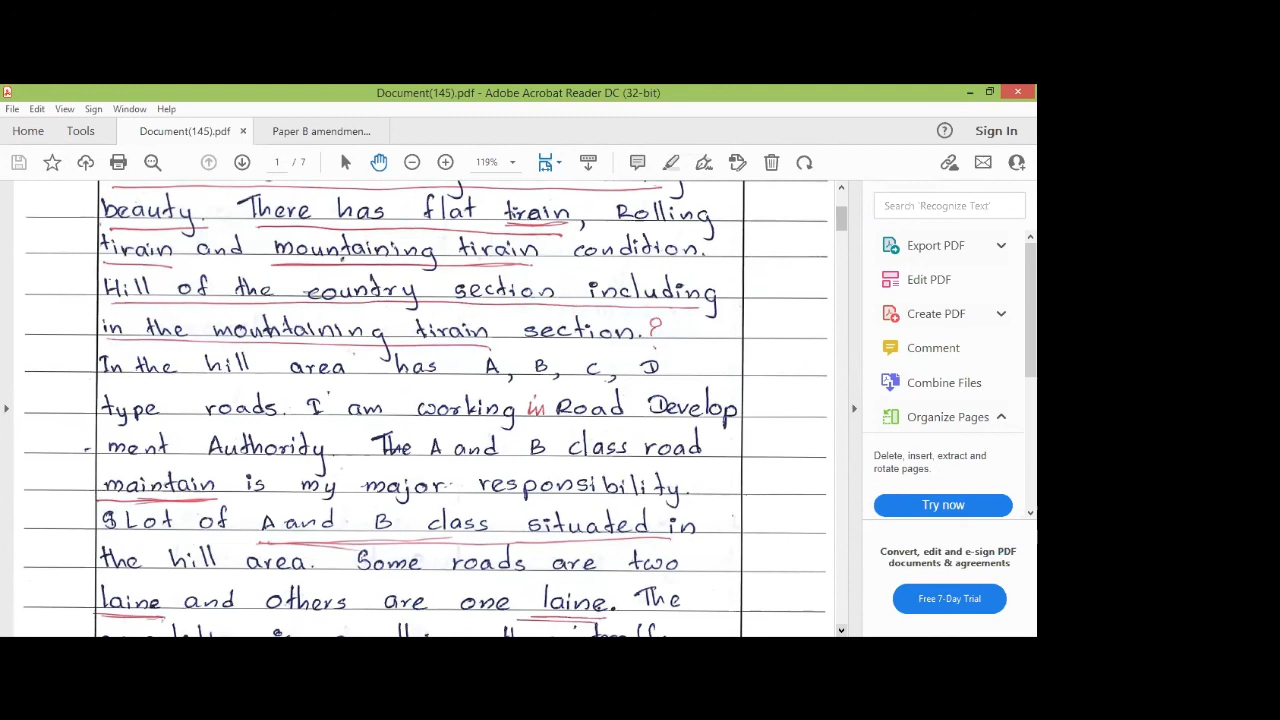 Document(145).pdf - Adobe Acrobat Reader DC (32-bit)
File Edit View Sign Window Help
Home Tools Document(145).pdf × Paper B amendmen... Sign In
1 / 7 119%
beauty. There has flat tirain, Rolling
tirain and mountaining tirain condition.
Hill of the country section including
in the mountaining tirain section. ?
In the hill area has A, B, C, D
type roads. I am working in Road Develop
ment Authority. The A and B class road
maintain is my major responsibility.
Lot of A and B class situated in
the hill area. Some roads are two
laine and others are one laine. The
Search 'Recognize Text'
Export PDF
Edit PDF
Create PDF
Comment
Combine Files
Organize Pages
Delete, insert, extract and
rotate pages.
Try now
Convert, edit and e-sign PDF
documents & agreements
Free 7-Day Trial